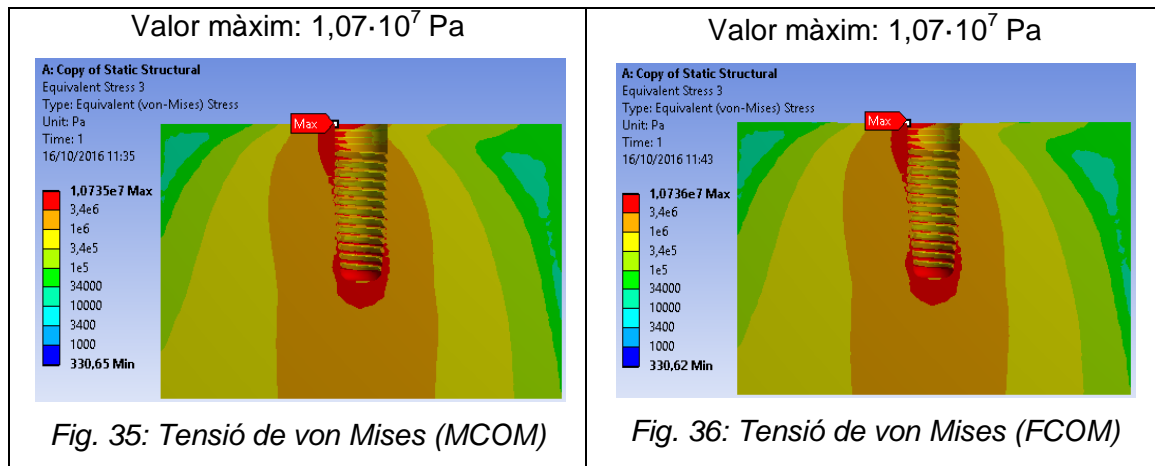 Valor màxim: 1,07·10⁷ Pa
A: Copy of Static Structural
Equivalent Stress 3
Type: Equivalent (von-Mises) Stress
Unit: Pa
Time: 1
16/10/2016 11:35
Max
1,0735e7 Max
3,4e6
1e6
3,4e5
1e5
34000
10000
3400
1000
330,65 Min
Fig. 35: Tensió de von Mises (MCOM)
Valor màxim: 1,07·10⁷ Pa
A: Copy of Static Structural
Equivalent Stress 3
Type: Equivalent (von-Mises) Stress
Unit: Pa
Time: 1
16/10/2016 11:43
Max
1,0736e7 Max
3,4e6
1e6
3,4e5
1e5
34000
10000
3400
1000
330,62 Min
Fig. 36: Tensió de von Mises (FCOM)